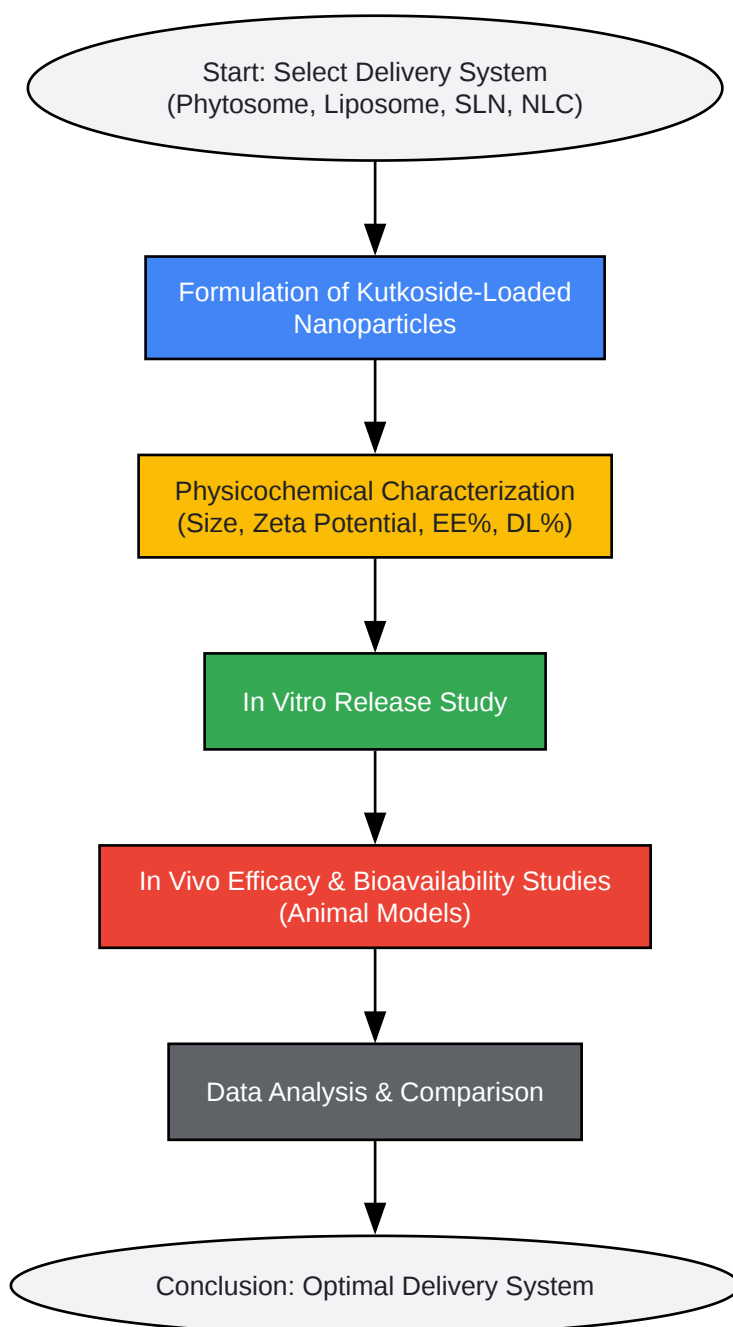 Start: Select Delivery System
(Phytosome, Liposome, SLN, NLC)
Formulation of Kutkoside-Loaded
Nanoparticles
Physicochemical Characterization
(Size, Zeta Potential, EE%, DL%)
In Vitro Release Study
In Vivo Efficacy & Bioavailability Studies
(Animal Models)
Data Analysis & Comparison
Conclusion: Optimal Delivery System